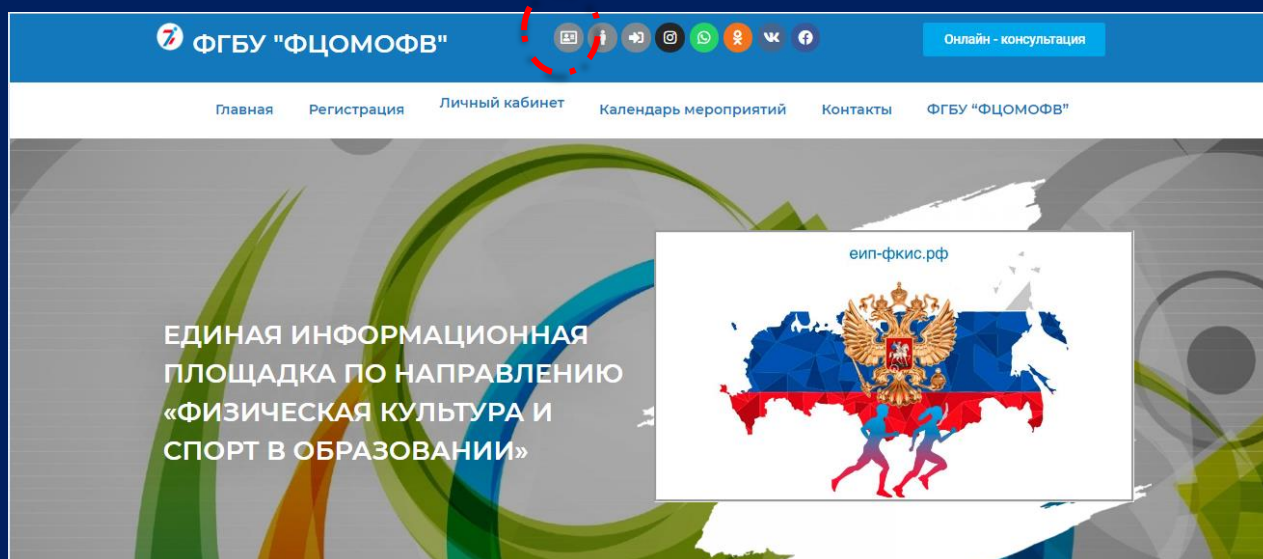 ФГБУ "ФЦОМОФВ"
Онлайн - консультация
Главная Регистрация Личный кабинет Календарь мероприятий Контакты ФГБУ “ФЦОМОФВ”
еип-фкис.рф
ЕДИНАЯ ИНФОРМАЦИОННАЯ
ПЛОЩАДКА ПО НАПРАВЛЕНИЮ
«ФИЗИЧЕСКАЯ КУЛЬТУРА И
СПОРТ В ОБРАЗОВАНИИ»